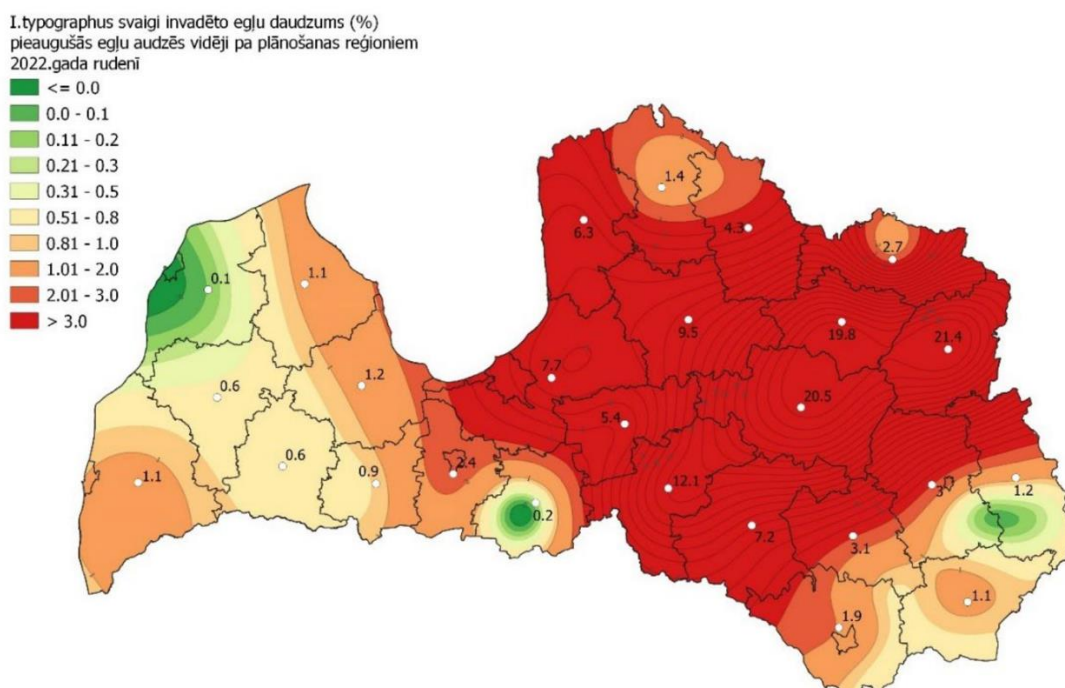 I.typographus svaigi invadēto egļu daudzums (%)
pieaugušās egļu audzēs vidēji pa plānošanas reģioniem
2022.gada rudenī
<= 0.0
0.0 - 0.1
0.11 - 0.2
0.21 - 0.3
0.31 - 0.5
0.51 - 0.8
0.81 - 1.0
1.01 - 2.0
2.01 - 3.0
> 3.0
1.4
6.3
4.3
2.7
0.1
1.1
9.5
19.8
21.4
7.7
1.2
0.6
20.5
5.4
0.6
0.9
2.4
1.1
12.1
3
1.2
0.2
7.2
3.1
1.1
1.9